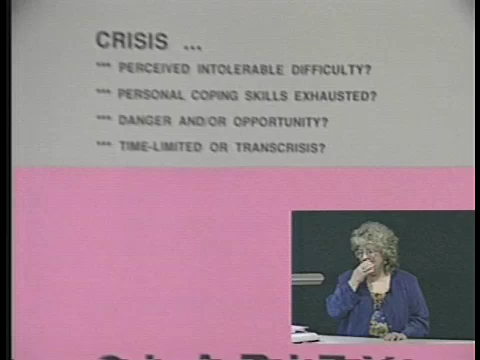 CRISIS ...
*** PERCEIVED INTOLERABLE DIFFICULTY?
*** PERSONAL COPING SKILLS EXHAUSTED?
*** DANGER AND/OR OPPORTUNITY?
*** TIME-LIMITED OR TRANSCRISIS?